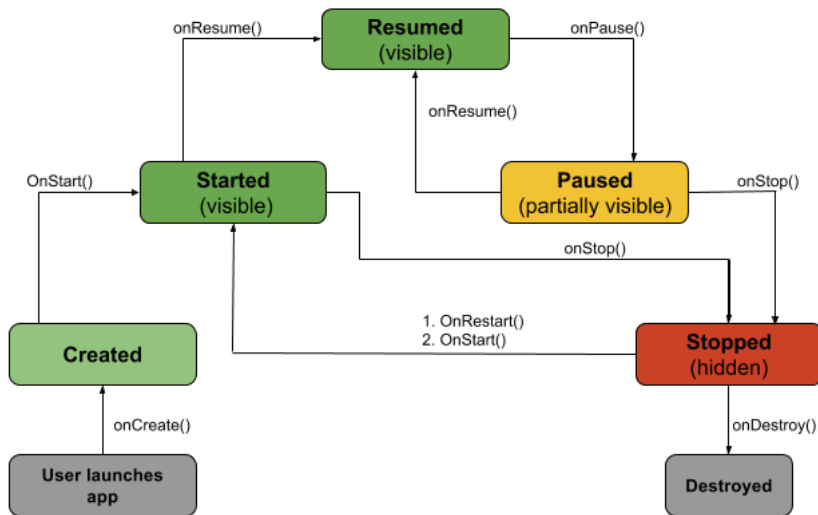 Resumed
(visible)
onResume()
onPause()
onResume()
OnStart()
Started
(visible)
Paused
(partially visible)
onStop()
onStop()
1. OnRestart()
2. OnStart()
Created
Stopped
(hidden)
onCreate()
onDestroy()
User launches
app
Destroyed